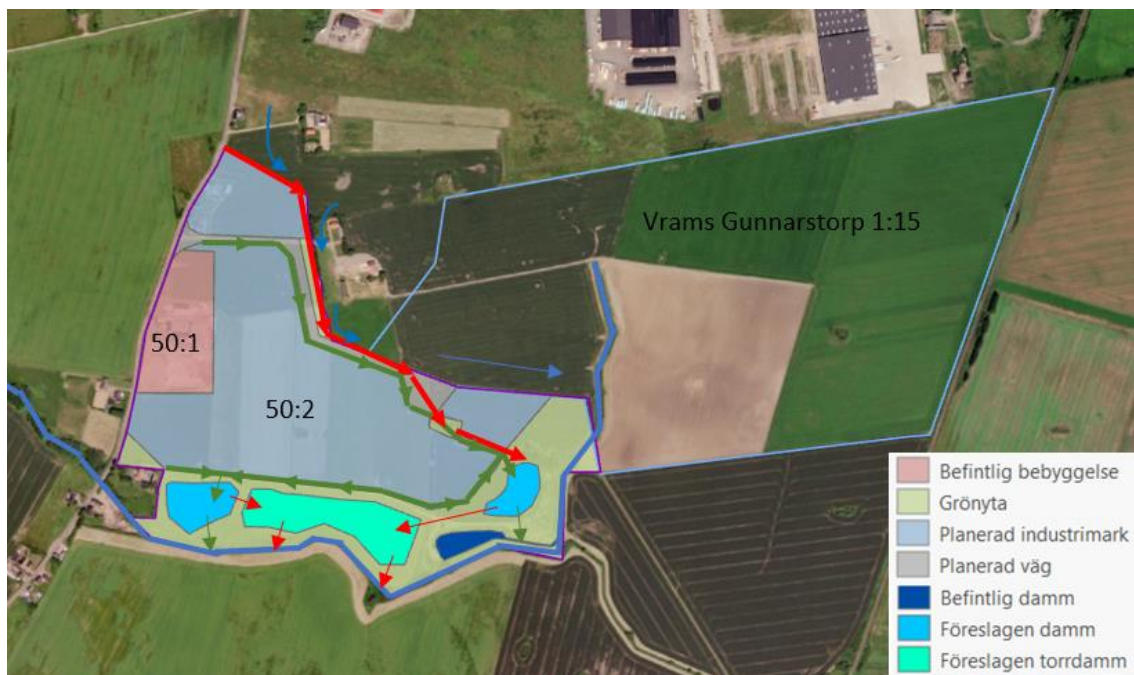 Vrams Gunnarstorp 1:15
50:1
50:2
Befintlig bebyggelse
Grönyta
Planerad industrimark
Planerad väg
Befintlig damm
Föreslagen damm
Föreslagen torrdamm